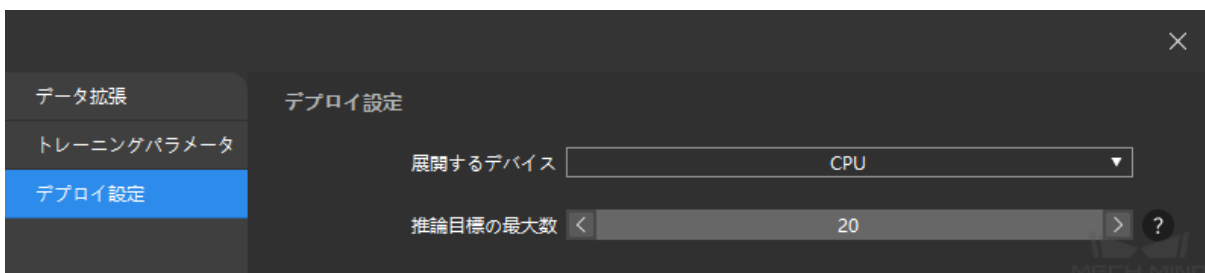 データ拡張
トレーニングパラメータ
デプロイ設定
デプロイ設定
展開するデバイス CPU
推論目標の最大数 20 ?
MECH MIND